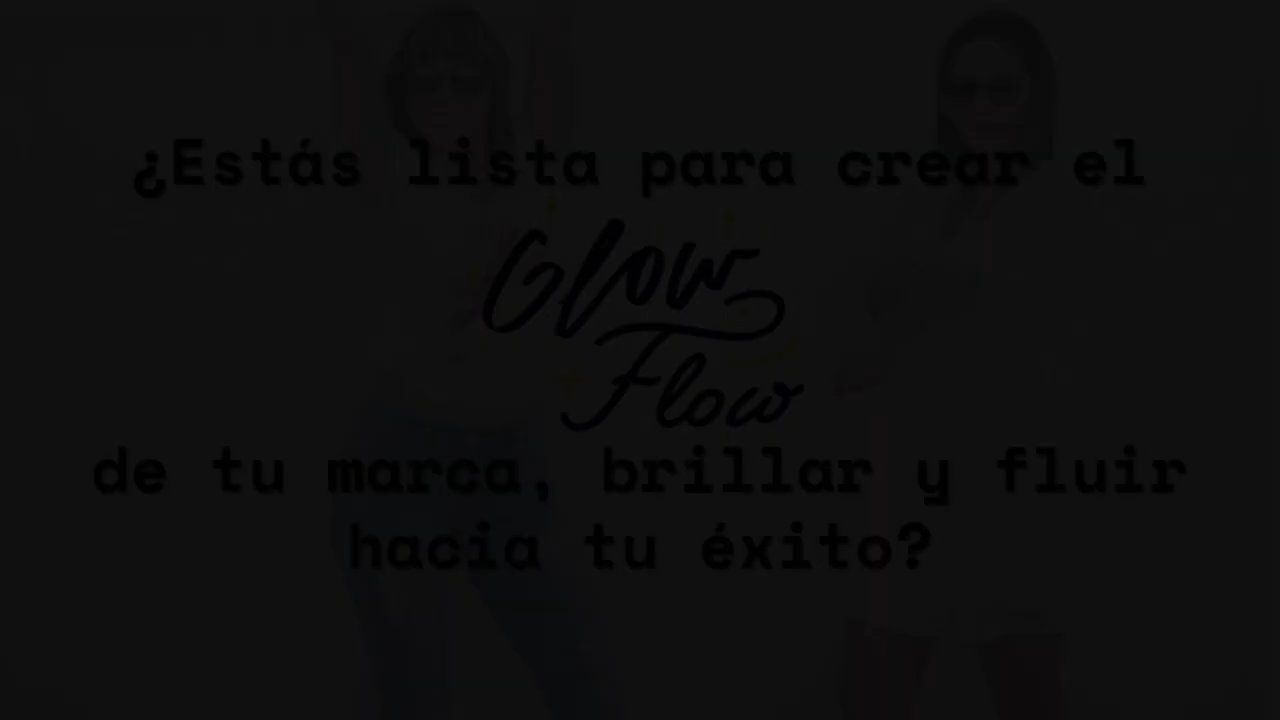 ¿Estás lista para crear el
Glow
Flow
de tu marca, brillar y fluir
hacia tu éxito?